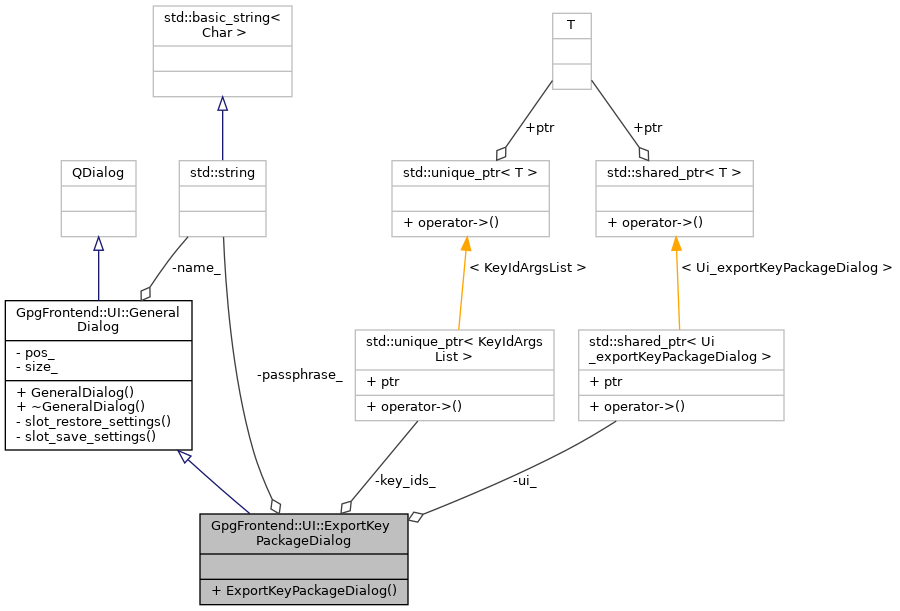 std::basic_string<
Char >
T
+ptr
+ptr
QDialog
std::string
std::unique_ptr< T >
+ operator->()
std::shared_ptr< T >
+ operator->()
-name_
< KeyIdArgsList >
< Ui_exportKeyPackageDialog >
GpgFrontend::UI::General
Dialog
- pos_
- size_
+ GeneralDialog()
+ ~GeneralDialog()
- slot_restore_settings()
- slot_save_settings()
-passphrase_
std::unique_ptr< KeyIdArgs
List >
+ ptr
+ operator->()
std::shared_ptr< Ui
_exportKeyPackageDialog >
+ ptr
+ operator->()
-key_ids_
-ui_
GpgFrontend::UI::ExportKey
PackageDialog
+ ExportKeyPackageDialog()